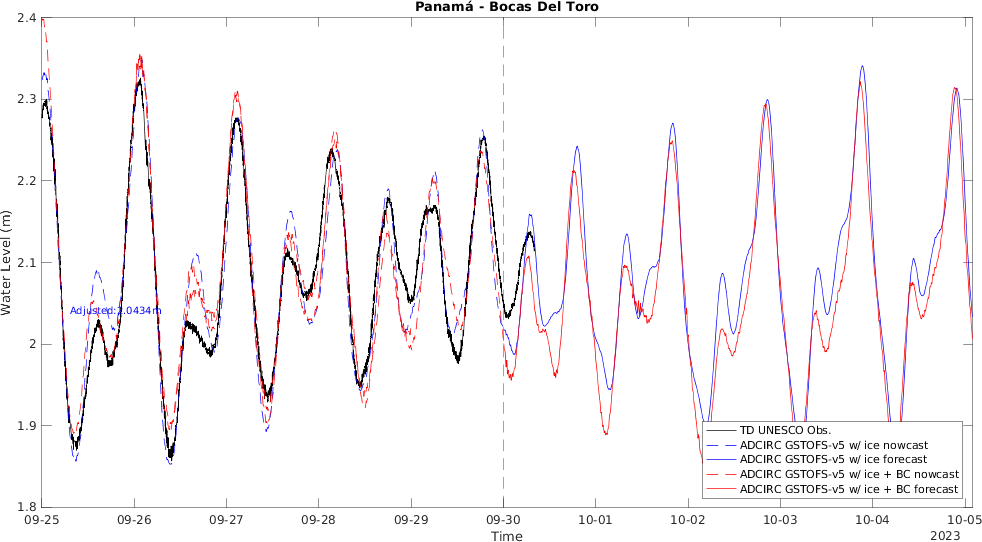 Panamá - Bocas Del Toro
2.4
2.3
2.2
2.1
2
1.9
1.8
Water Level (m)
Adjusted:2.0434m
TD UNESCO Obs.
ADCIRC GSTOFS-v5 w/ ice nowcast
ADCIRC GSTOFS-v5 w/ ice forecast
ADCIRC GSTOFS-v5 w/ ice + BC nowcast
ADCIRC GSTOFS-v5 w/ ice + BC forecast
09-25 09-26 09-27 09-28 09-29 09-30 10-01 10-02 10-03 10-04 10-05
Time
2023